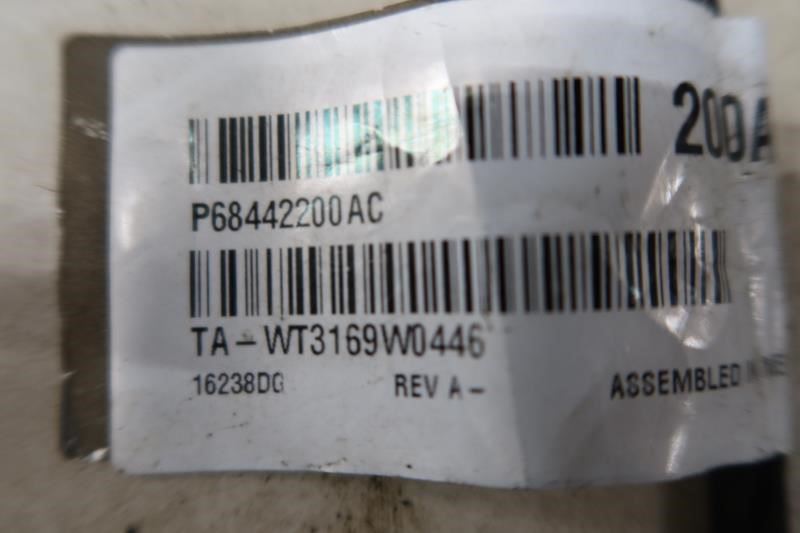 200A
P68442200AC
TA-WT3169W0446
16238DG REV A- ASSEMBLED